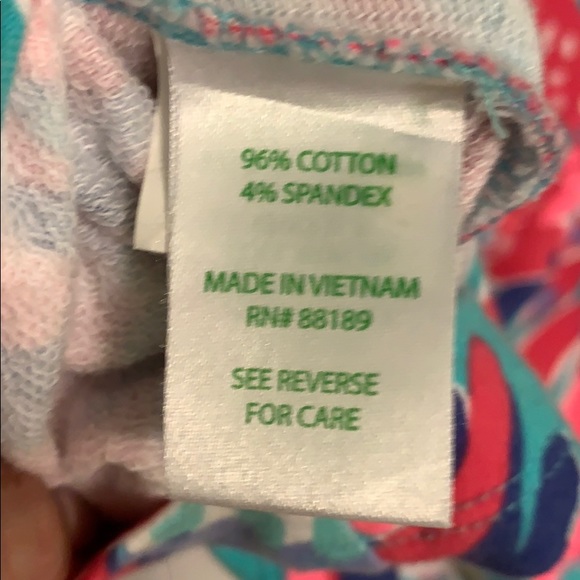 96% COTTON
4% SPANDEX
MADE IN VIETNAM
RN# 88189
SEE REVERSE
FOR CARE